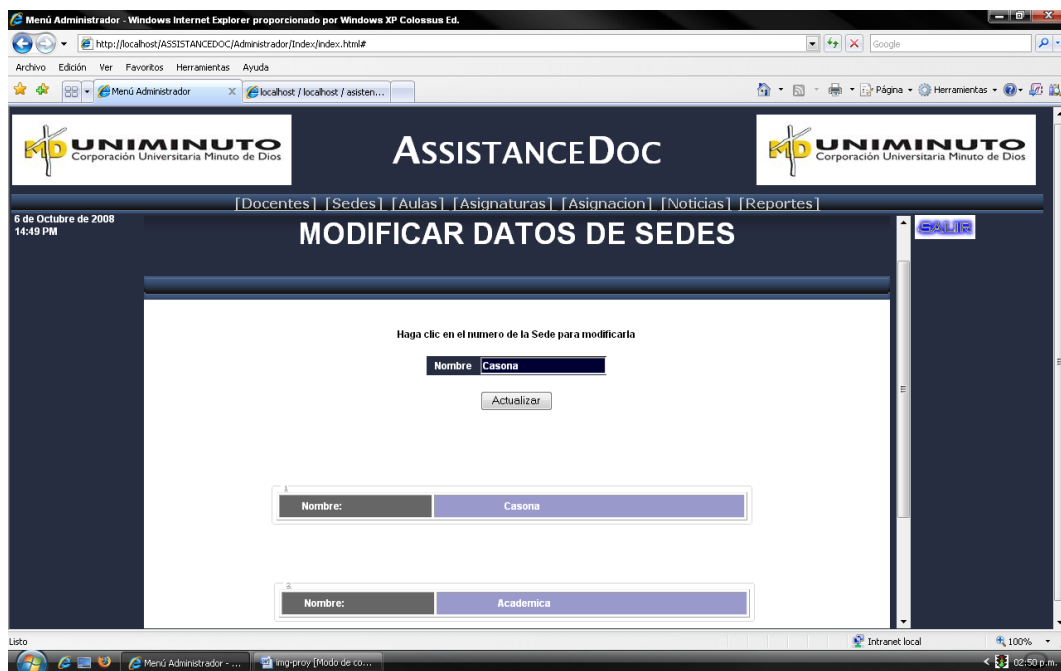 Menú Administrador - Windows Internet Explorer proporcionado por Windows XP Colossus Ed.
http://localhost/ASSISTANCEDOC/Administrador/Index/index.html#
Google
Archivo Edición Ver Favoritos Herramientas Ayuda
Menú Administrador X localhost / localhost / asisten...
Página Herramientas
UNIMINUTO
Corporación Universitaria Minuto de Dios
ASSISTANCEDOC
UNIMINUTO
Corporación Universitaria Minuto de Dios
[Docentes] [Sedes] [Aulas] [Asignaturas] [Asignacion] [Noticias] [Reportes]
6 de Octubre de 2008
14:49 PM
MODIFICAR DATOS DE SEDES
SALIR
Haga clic en el numero de la Sede para modificarla
Nombre Casona
Actualizar
1
Nombre: Casona
2
Nombre: Academica
Listo
Intranet local
100%
Menú Administrador - ...
img-proy [Modo de co...
02:50 p.m.